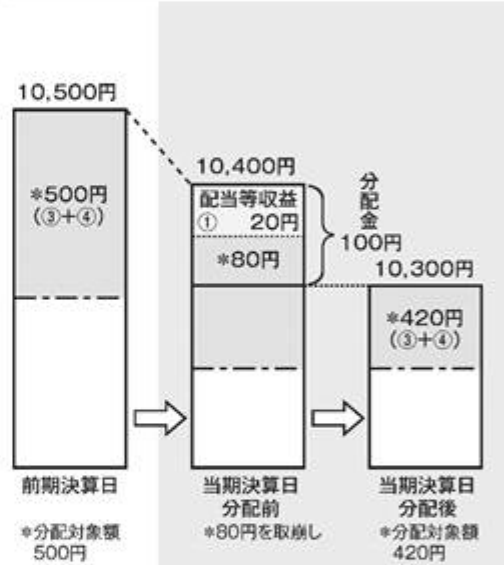 10,500円
*500円
(③+④)
前期決算日
*分配対象額
500円
10,400円
配当等収益
① 20円
*80円
分配金
100円
当期決算日
分配前
*80円を取崩し
10,300円
*420円
(③+④)
当期決算日
分配後
*分配対象額
420円